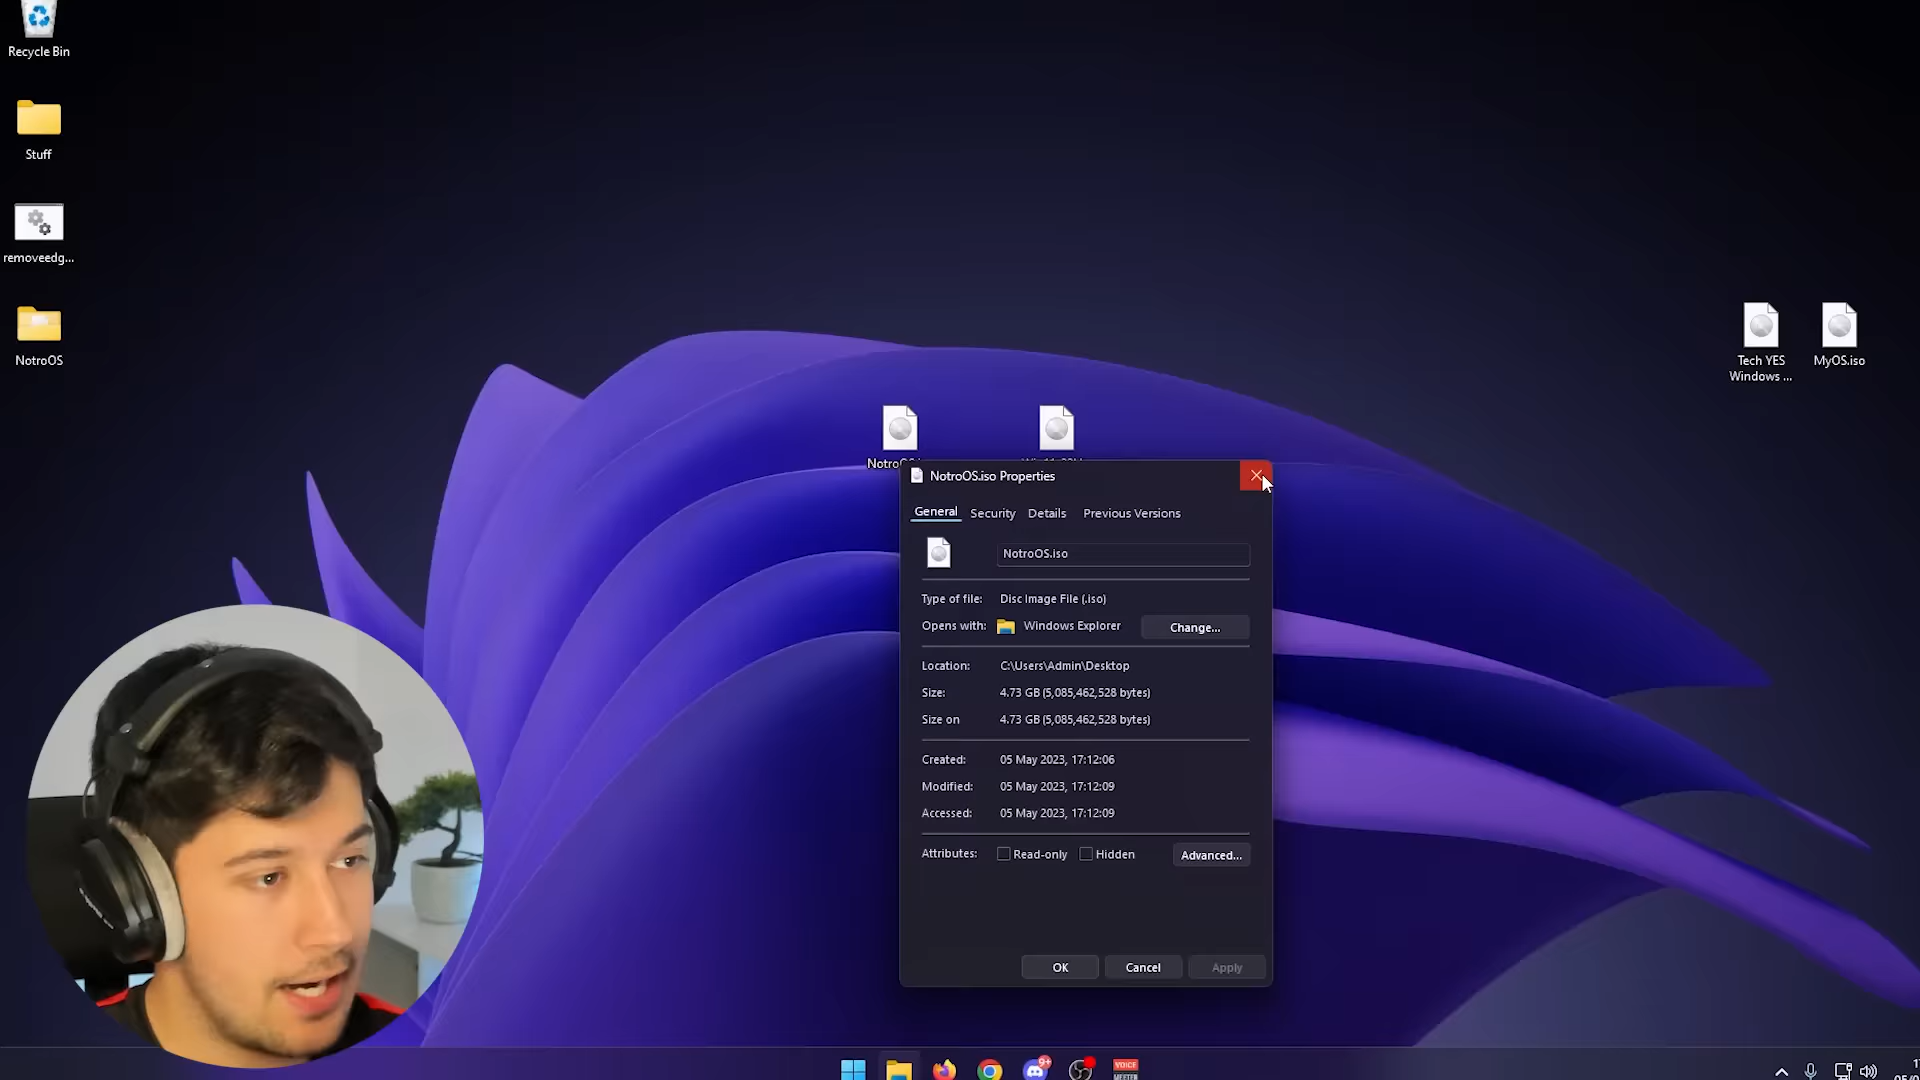 Recycle Bin
Stuff
removeedg...
NotroOS
Tech YES
Windows ...
MyOS.iso
NotroOS.iso Properties
General Security Details Previous Versions
NotroOS.iso
Type of file: Disc Image File (.iso)
Opens with: Windows Explorer Change...
Location: C:\Users\Admin\Desktop
Size: 4.73 GB (5,085,462,528 bytes)
Size on 4.73 GB (5,085,462,528 bytes)
Created: 05 May 2023, 17:12:06
Modified: 05 May 2023, 17:12:09
Accessed: 05 May 2023, 17:12:09
Attributes: Read-only Hidden Advanced...
OK Cancel Apply
9+
VOICE
MEETER